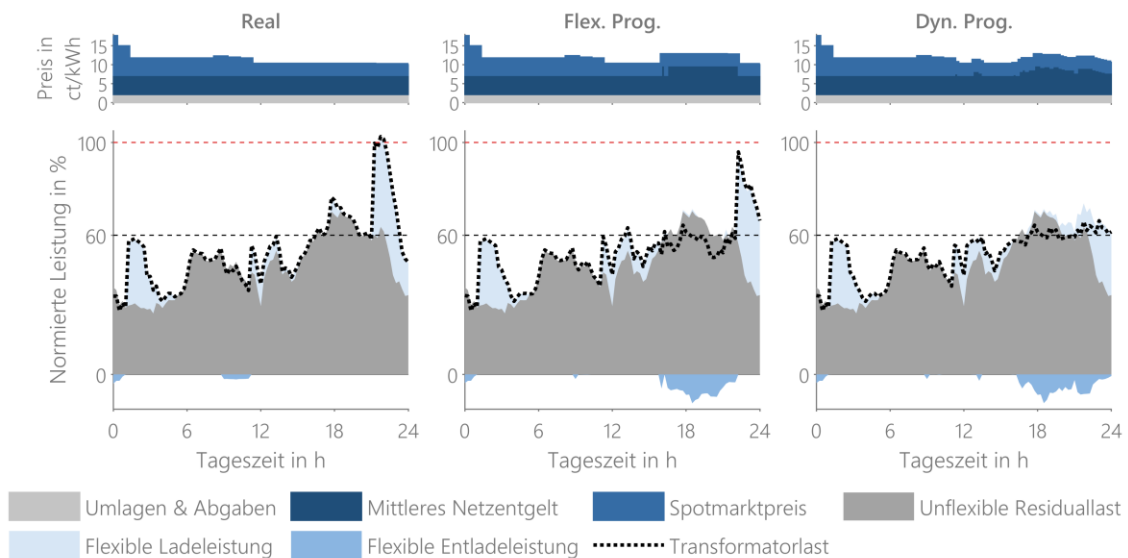 Real Flex. Prog. Dyn. Prog.
Preis in
ct/kWh
15 15 15
10 10 10
5 5 5
0 0 0
Normierte Leistung in %
100 100 100
60 60 60
0 0 0
0 6 12 18 24 0 6 12 18 24 0 6 12 18 24
Tageszeit in h Tageszeit in h Tageszeit in h
Umlagen & Abgaben Mittleres Netzentgelt Spotmarktpreis Unflexible Residuallast
Flexible Ladeleistung Flexible Entladeleistung Transformatorlast